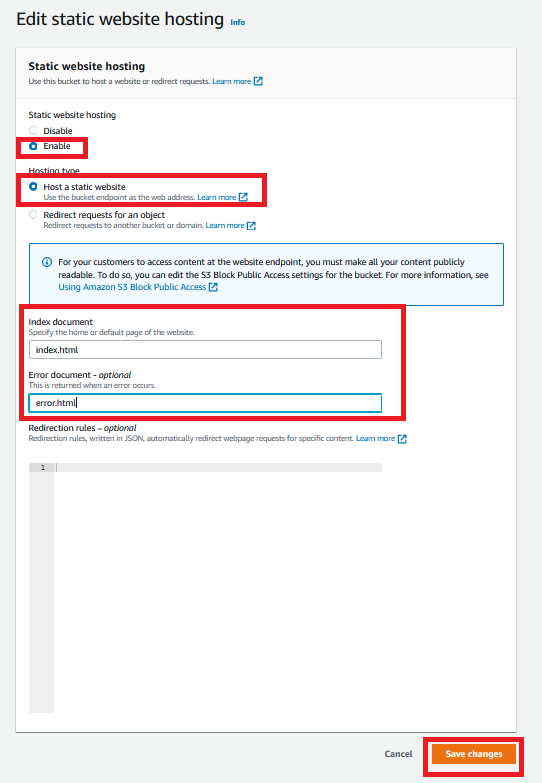 Edit static website hosting Info
Static website hosting
Use this bucket to host a website or redirect requests. Learn more
Static website hosting
Disable
Enable
Hosting type
Host a static website
Use the bucket endpoint as the web address. Learn more
Redirect requests for an object
Redirect requests to another bucket or domain. Learn more
For your customers to access content at the website endpoint, you must make all your content publicly
readable. To do so, you can edit the S3 Block Public Access settings for the bucket. For more information, see
Using Amazon S3 Block Public Access
Index document
Specify the home or default page of the website.
index.html
Error document - optional
This is returned when an error occurs.
error.html
Redirection rules – optional
Redirection rules, written in JSON, automatically redirect webpage requests for specific content. Learn more
1
Cancel Save changes